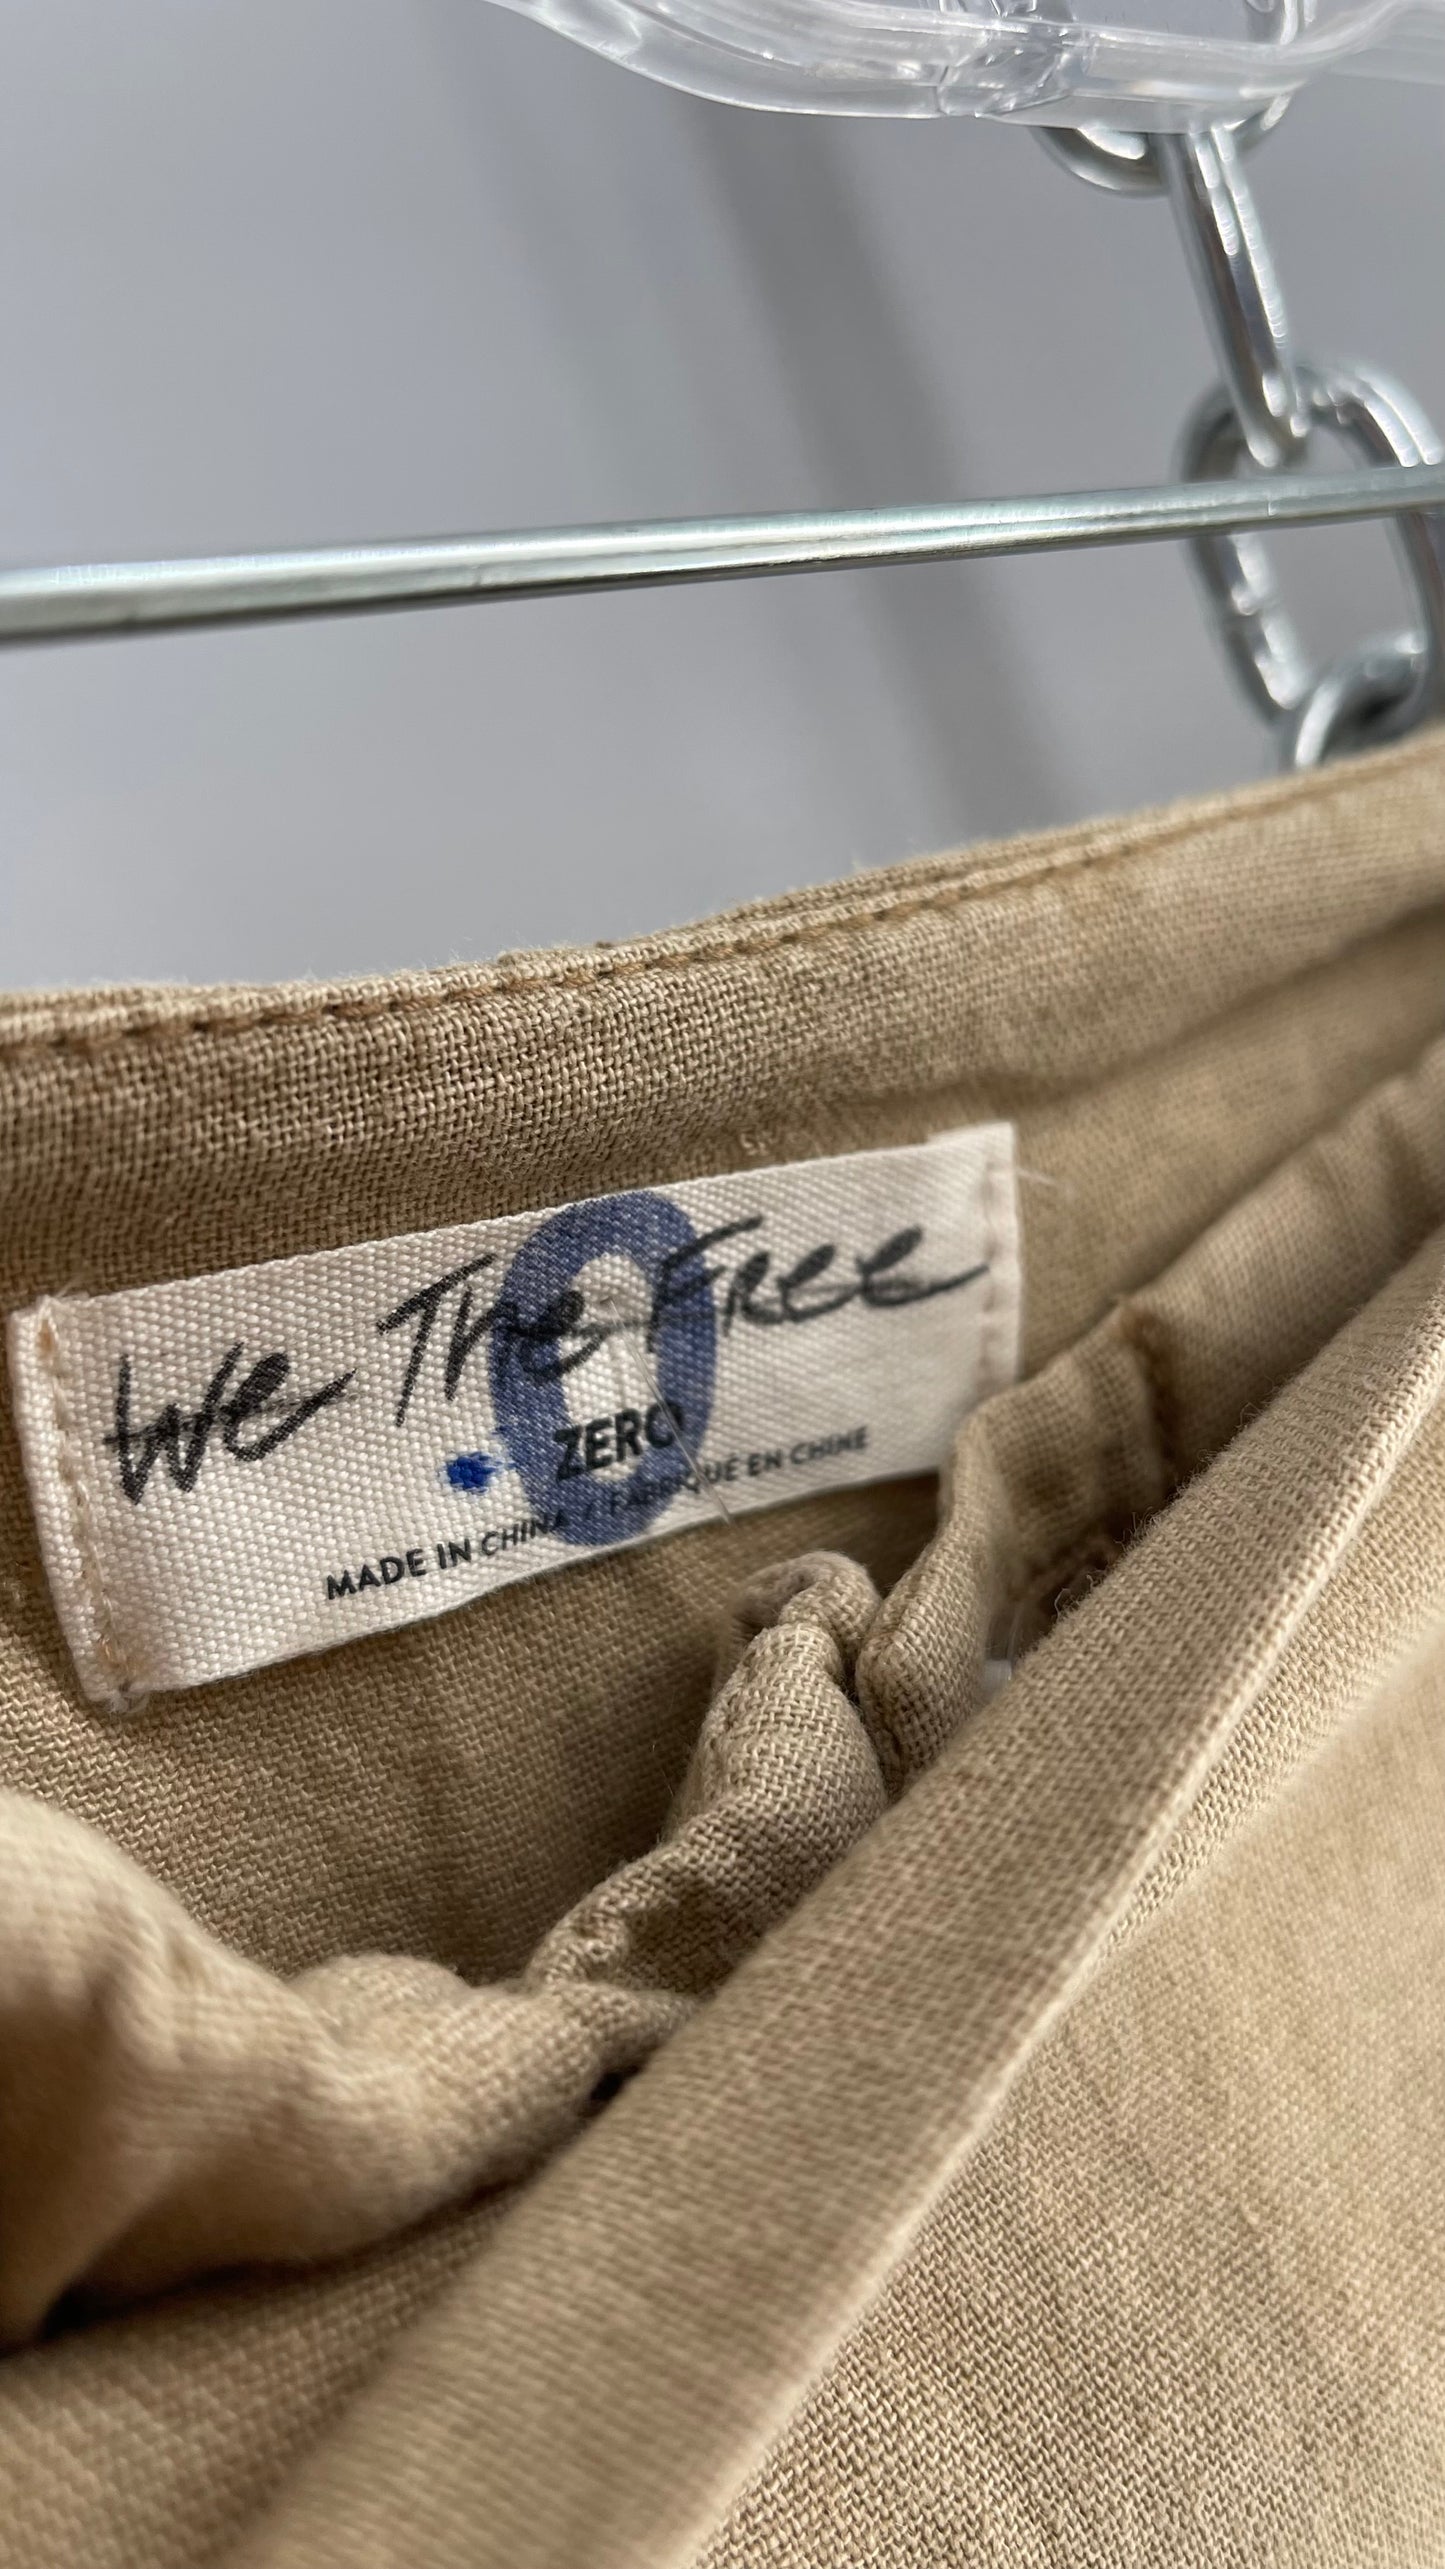 We The Free
0
ZERO
MADE IN CHINA / FABRIQUÉ EN CHINE